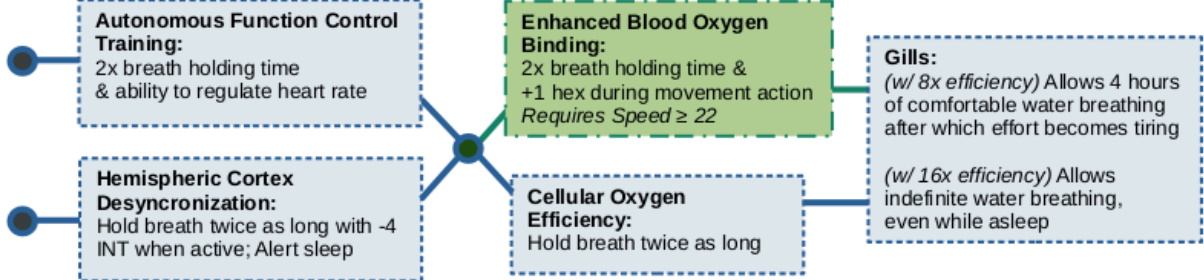 Autonomous Function Control
Training:
2x breath holding time
& ability to regulate heart rate
Hemispheric Cortex
Desyncronization:
Hold breath twice as long with -4
INT when active; Alert sleep
Enhanced Blood Oxygen
Binding:
2x breath holding time &
+1 hex during movement action
Requires Speed ≥ 22
Cellular Oxygen
Efficiency:
Hold breath twice as long
Gills:
(w/ 8x efficiency) Allows 4 hours
of comfortable water breathing
after which effort becomes tiring
(w/ 16x efficiency) Allows
indefinite water breathing,
even while asleep